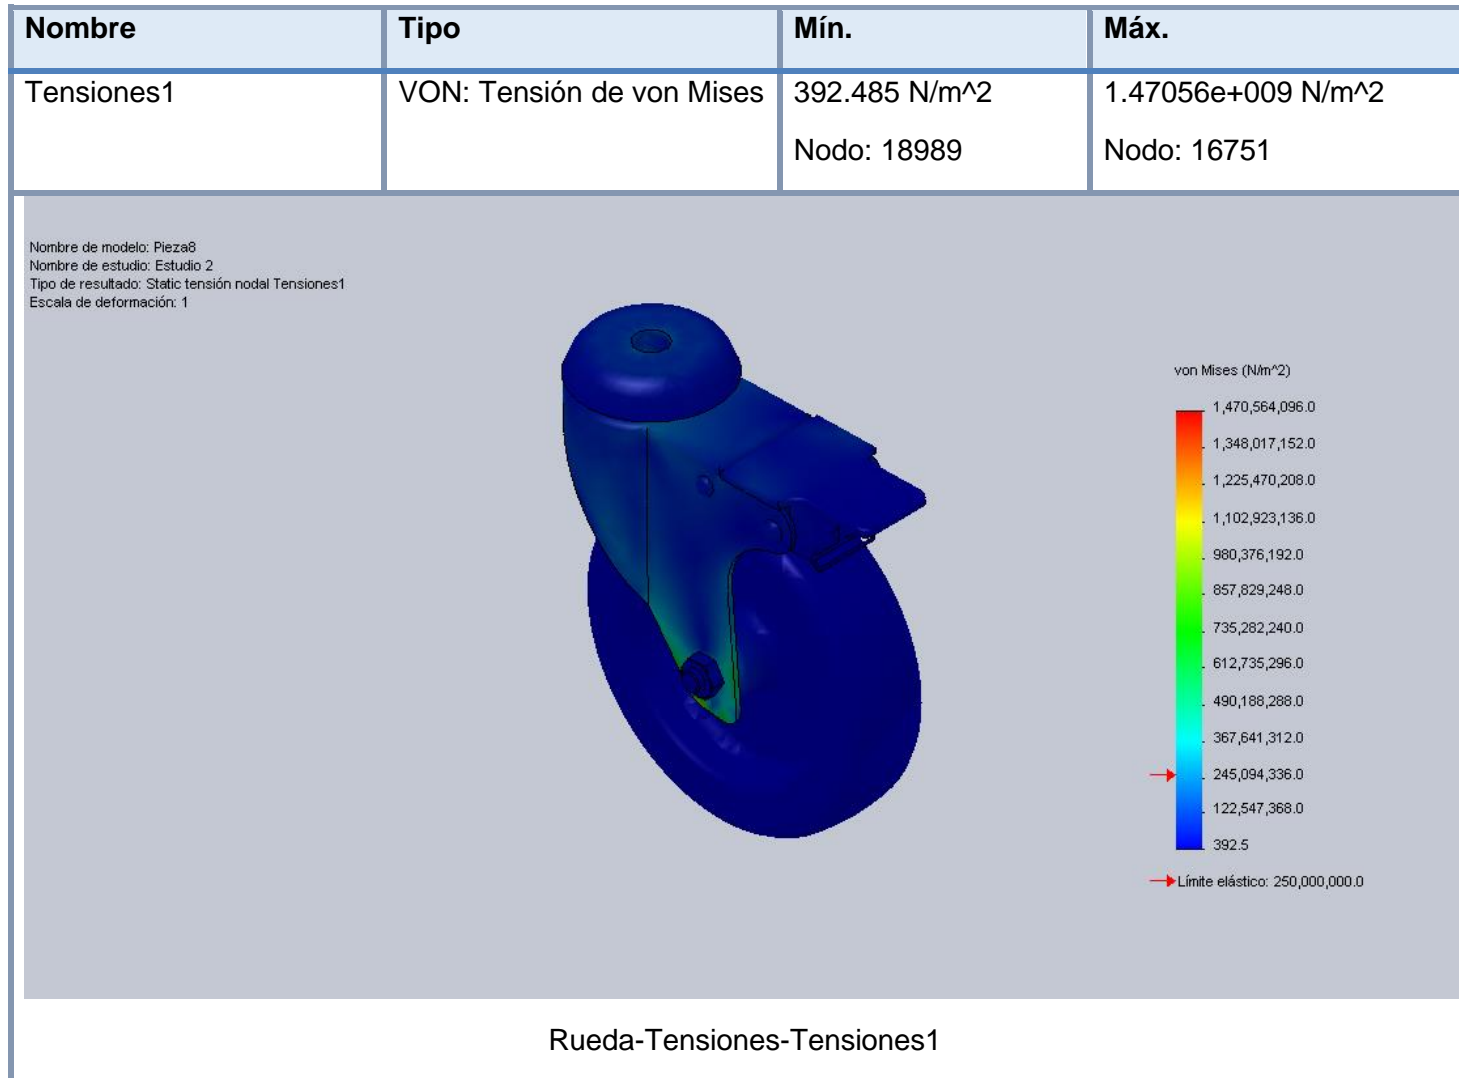 Nombre Tipo Mín. Máx.
Tensiones1 VON: Tensión de von Mises 392.485 N/m^2 1.47056e+009 N/m^2
Nodo: 18989 Nodo: 16751
Nombre de modelo: Pieza8
Nombre de estudio: Estudio 2
Tipo de resultado: Static tensión nodal Tensiones1
Escala de deformación: 1
von Mises (N/m^2)
1,470,564,096.0
1,348,017,152.0
1,225,470,208.0
1,102,923,136.0
980,376,192.0
857,829,248.0
735,282,240.0
612,735,296.0
490,188,288.0
367,641,312.0
245,094,336.0
122,547,368.0
392.5
Límite elástico: 250,000,000.0
Rueda-Tensiones-Tensiones1